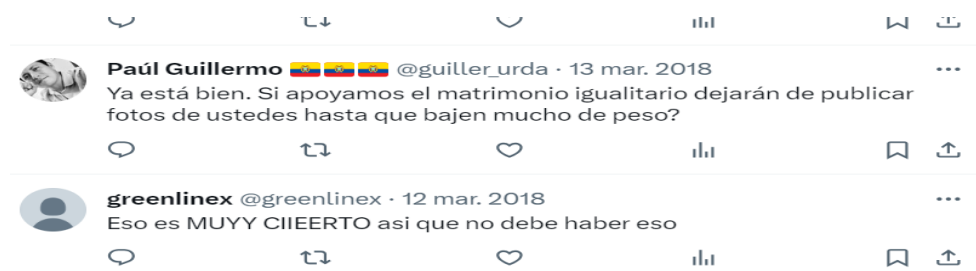 Paúl Guillermo 🇪🇨🇪🇨🇪🇨 @guiller_urda · 13 mar. 2018
Ya está bien. Si apoyamos el matrimonio igualitario dejarán de publicar
fotos de ustedes hasta que bajen mucho de peso?
greenlinex @greenlinex · 12 mar. 2018
Eso es MUYY CIIEERTO asi que no debe haber eso